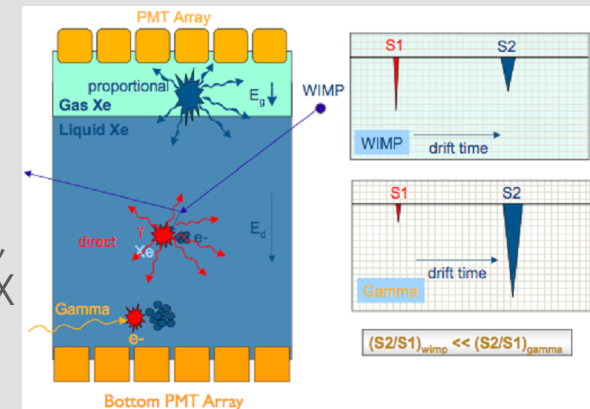 PMT Array
proportional
Gas Xe
Eg
WIMP
Liquid Xe
direct
γ
Xe
e-
Ed
Gamma
e-
Bottom PMT Array
S1
S2
WIMP
drift time
S1
S2
drift time
Gamma
(S2/S1)wimp << (S2/S1)gamma
X